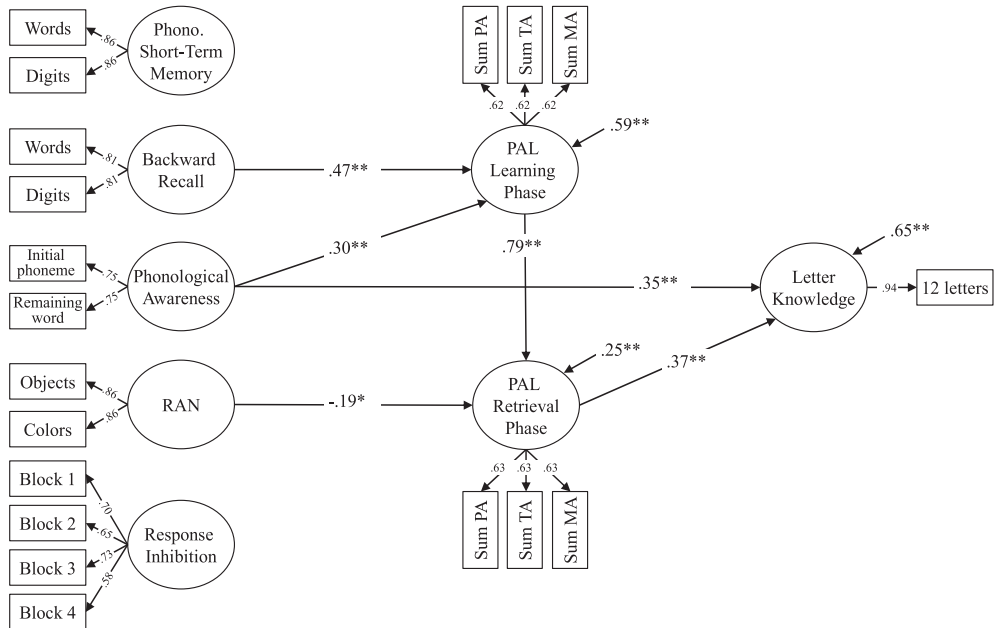 Words
Digits
.86
.86
Phono.
Short-Term
Memory
Words
Digits
.81
.81
Backward
Recall
.47**
Initial
phoneme
Remaining
word
.75
.75
Phonological
Awareness
.30**
.35**
Objects
Colors
.86
.86
RAN
-.19*
Block 1
Block 2
Block 3
Block 4
.70
.65
.73
.58
Response
Inhibition
Sum PA
Sum TA
Sum MA
.62
.62
.62
PAL
Learning
Phase
.59**
.79**
PAL
Retrieval
Phase
.25**
.37**
.63
.63
.63
Sum PA
Sum TA
Sum MA
Letter
Knowledge
.65**
.94
12 letters